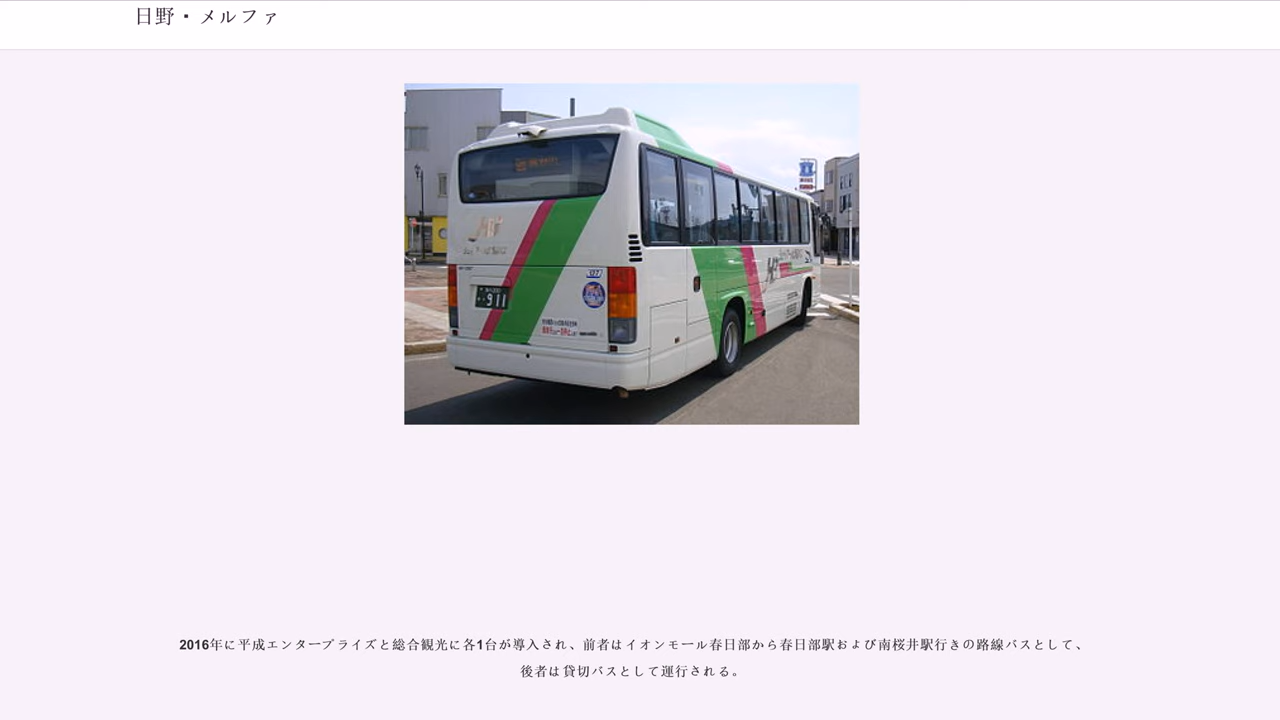 日野・メルファ
911
2016年に平成エンタープライズと総合観光に各1台が導入され、前者はイオンモール春日部から春日部駅および南桜井駅行きの路線バスとして、
後者は貸切バスとして運行される。